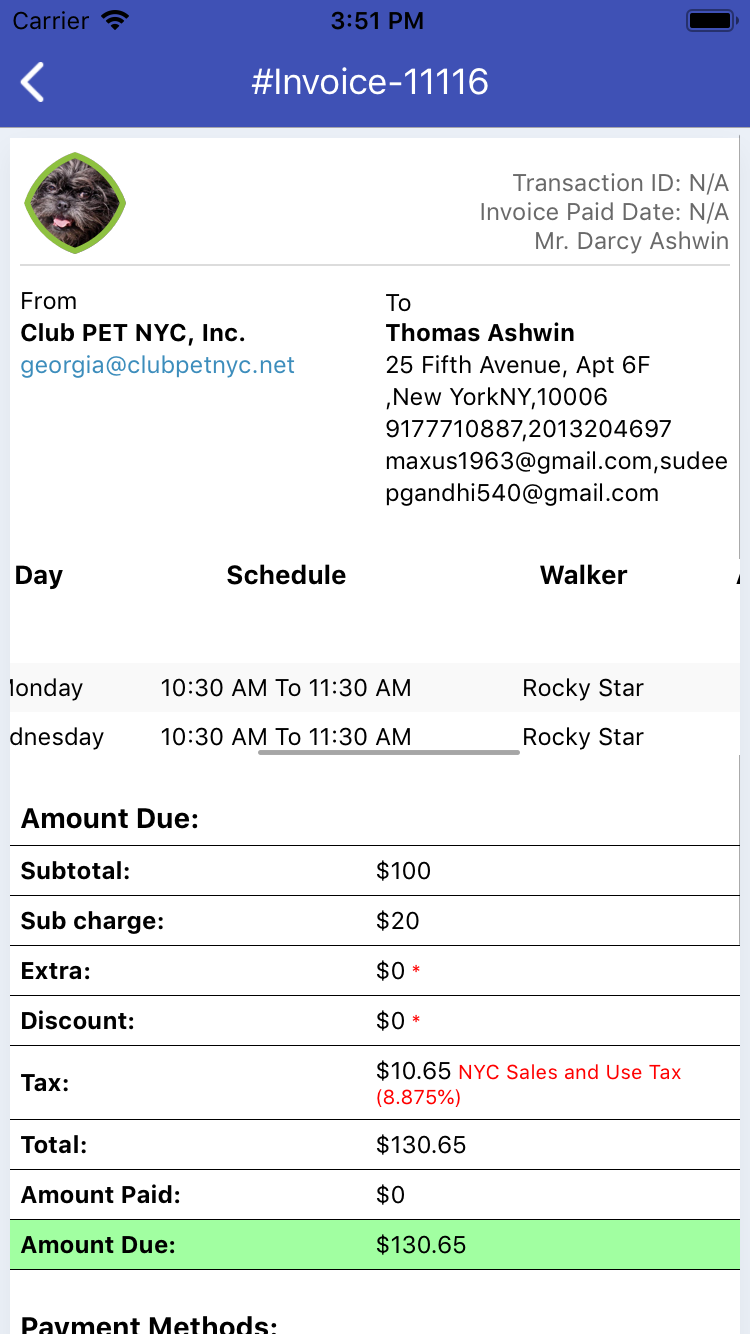 Carrier 3:51 PM
#Invoice-11116
Transaction ID: N/A
Invoice Paid Date: N/A
Mr. Darcy Ashwin
From
Club PET NYC, Inc.
georgia@clubpetnyc.net
To
Thomas Ashwin
25 Fifth Avenue, Apt 6F
,New YorkNY,10006
9177710887,2013204697
maxus1963@gmail.com,sudee
pgandhi540@gmail.com
Day Schedule Walker
onday 10:30 AM To 11:30 AM Rocky Star
dnesday 10:30 AM To 11:30 AM Rocky Star
Amount Due:
Subtotal: $100
Sub charge: $20
Extra: $0 *
Discount: $0 *
Tax: $10.65 NYC Sales and Use Tax
(8.875%)
Total: $130.65
Amount Paid: $0
Amount Due: $130.65
Payment Methods: